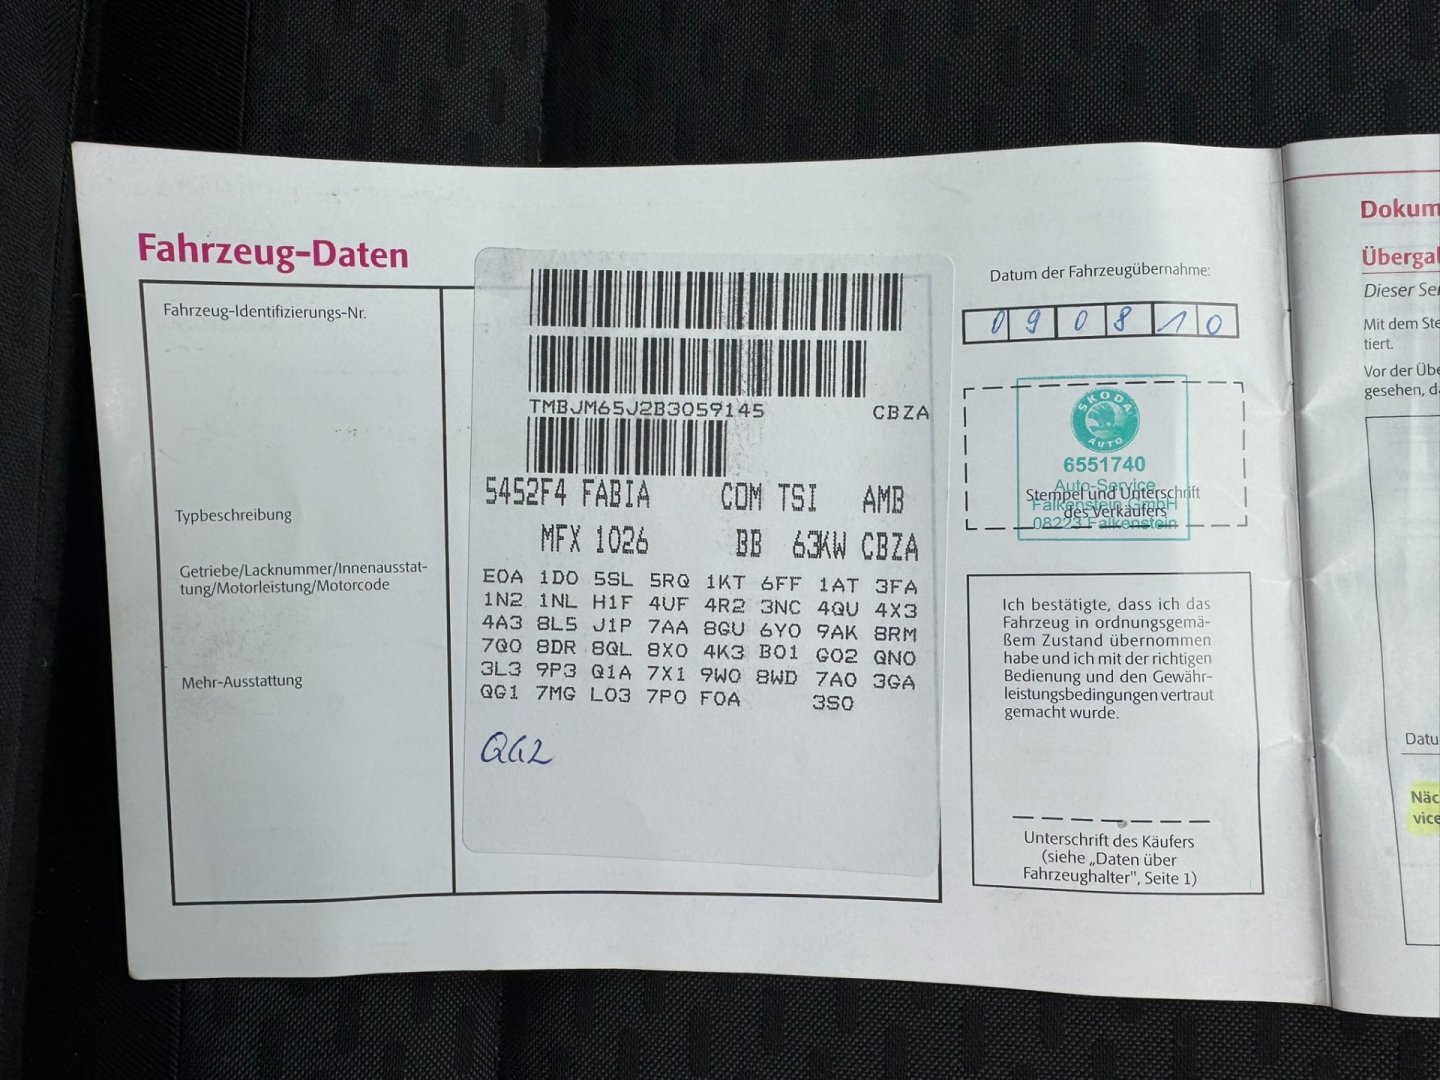 Fahrzeug-Daten
Fahrzeug-Identifizierungs-Nr.
Typbeschreibung
Getriebe/Lacknummer/Innenausstat-
tung/Motorleistung/Motorcode
Mehr-Ausstattung
TMBJM65J2B3059145 CBZA
5452F4 FABIA COM TSI AMB
MFX 1026 BB 63KW CBZA
E0A 1D0 5SL 5RQ 1KT 6FF 1AT 3FA
1N2 1NL H1F 4UF 4R2 3NC 4QU 4X3
4A3 8L5 J1P 7AA 8GU 6Y0 9AK 8RM
7Q0 8DR 8QL 8X0 4K3 B01 G02 QN0
3L3 9P3 Q1A 7X1 9W0 8WD 7A0 3GA
QG1 7MG L03 7P0 F0A 3S0
QG2
Datum der Fahrzeugübernahme:
090810
SKODA
AUTO
6551740
Auto-Service
Stempel und Unterschrift
Falkenstein GmbH
des Verkäufers
08223 Falkenstein
Ich bestätigte, dass ich das
Fahrzeug in ordnungsgemä-
ßem Zustand übernommen
habe und ich mit der richtigen
Bedienung und den Gewähr-
leistungsbedingungen vertraut
gemacht wurde.
Unterschrift des Käufers
(siehe „Daten über
Fahrzeughalter", Seite 1)
Dokum
Übergal
Dieser Ser
Mit dem Ste
tiert.
Vor der Übe
gesehen, da
Datu
Näc
vice